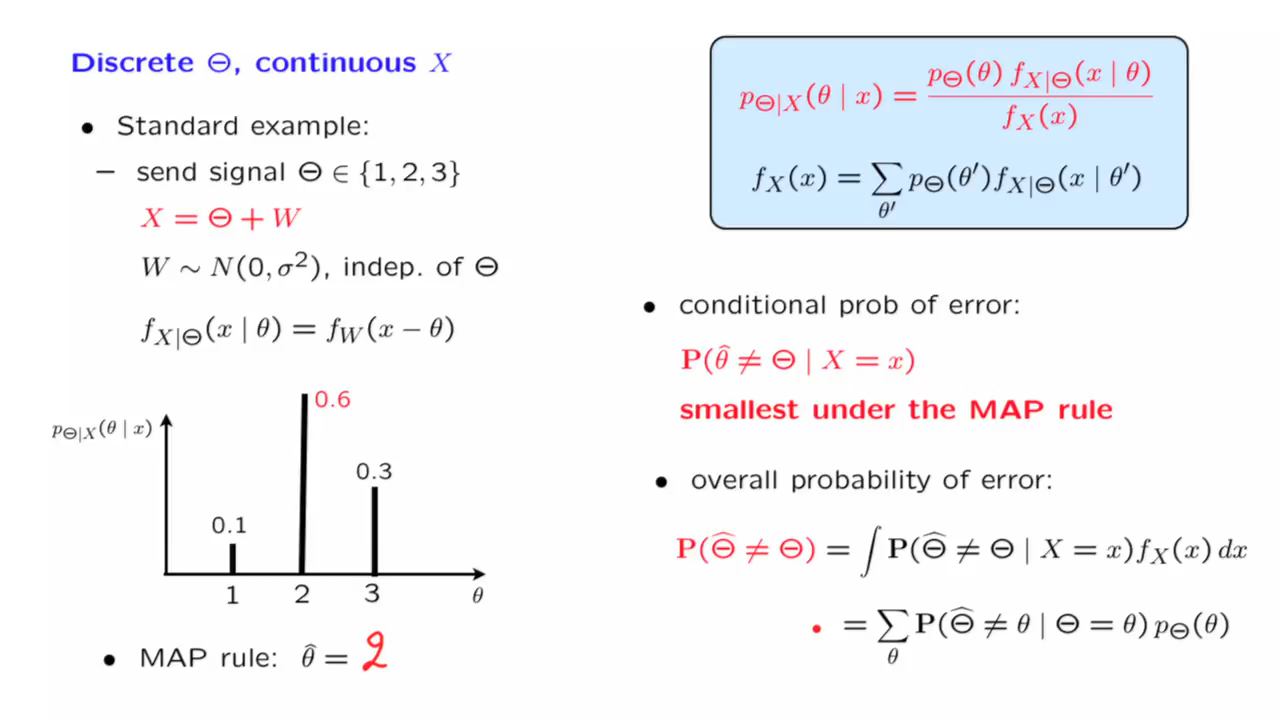 Discrete Θ, continuous X
• Standard example:
– send signal Θ ∈ {1, 2, 3}
X = Θ + W
W ∼ N(0, σ²), indep. of Θ
f_{X|Θ}(x | θ) = f_W(x − θ)
p_{Θ|X}(θ | x)
0.6
0.3
0.1
1 2 3 θ
• MAP rule: θ̂ = 2
p_{Θ|X}(θ | x) = p_Θ(θ) f_{X|Θ}(x | θ) / f_X(x)
f_X(x) = ∑_{θ′} p_Θ(θ′) f_{X|Θ}(x | θ′)
• conditional prob of error:
P(θ̂ ≠ Θ | X = x)
smallest under the MAP rule
• overall probability of error:
P(Θ̂ ≠ Θ) = ∫ P(Θ̂ ≠ Θ | X = x) f_X(x) dx
= ∑_θ P(Θ̂ ≠ θ | Θ = θ) p_Θ(θ)